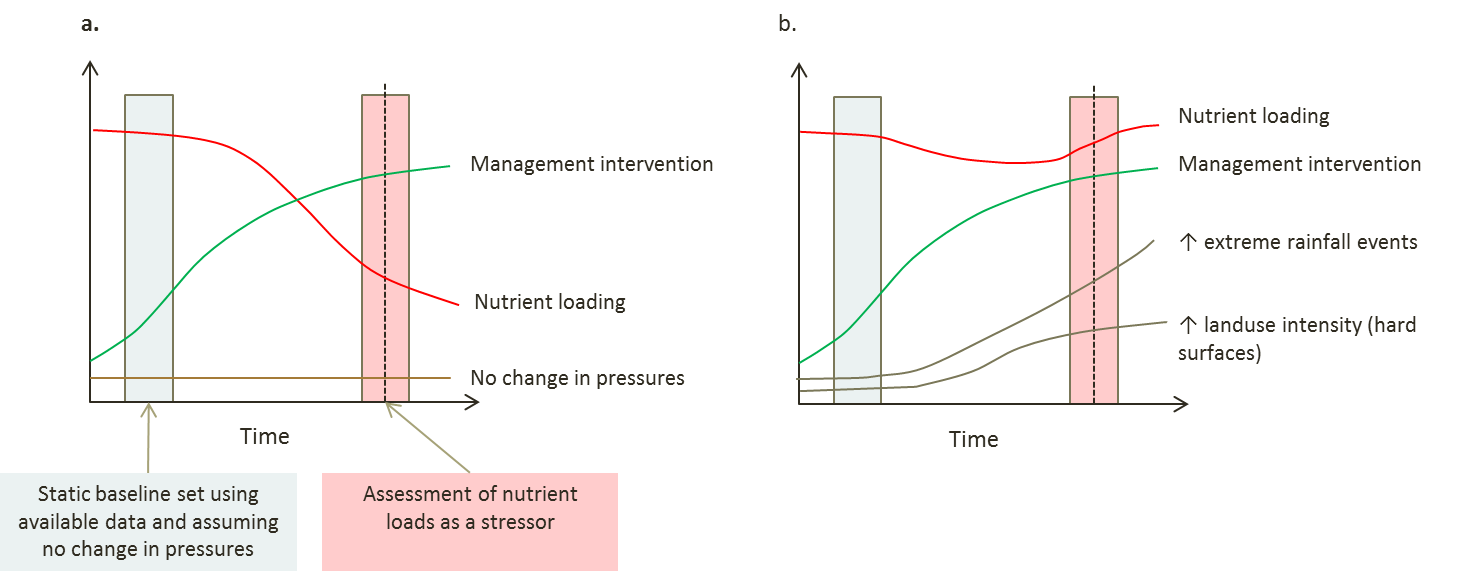 a.
Management intervention
Nutrient loading
No change in pressures
Time
Static baseline set using
available data and assuming
no change in pressures
Assessment of nutrient
loads as a stressor
b.
Nutrient loading
Management intervention
↑ extreme rainfall events
↑ landuse intensity (hard
surfaces)
Time